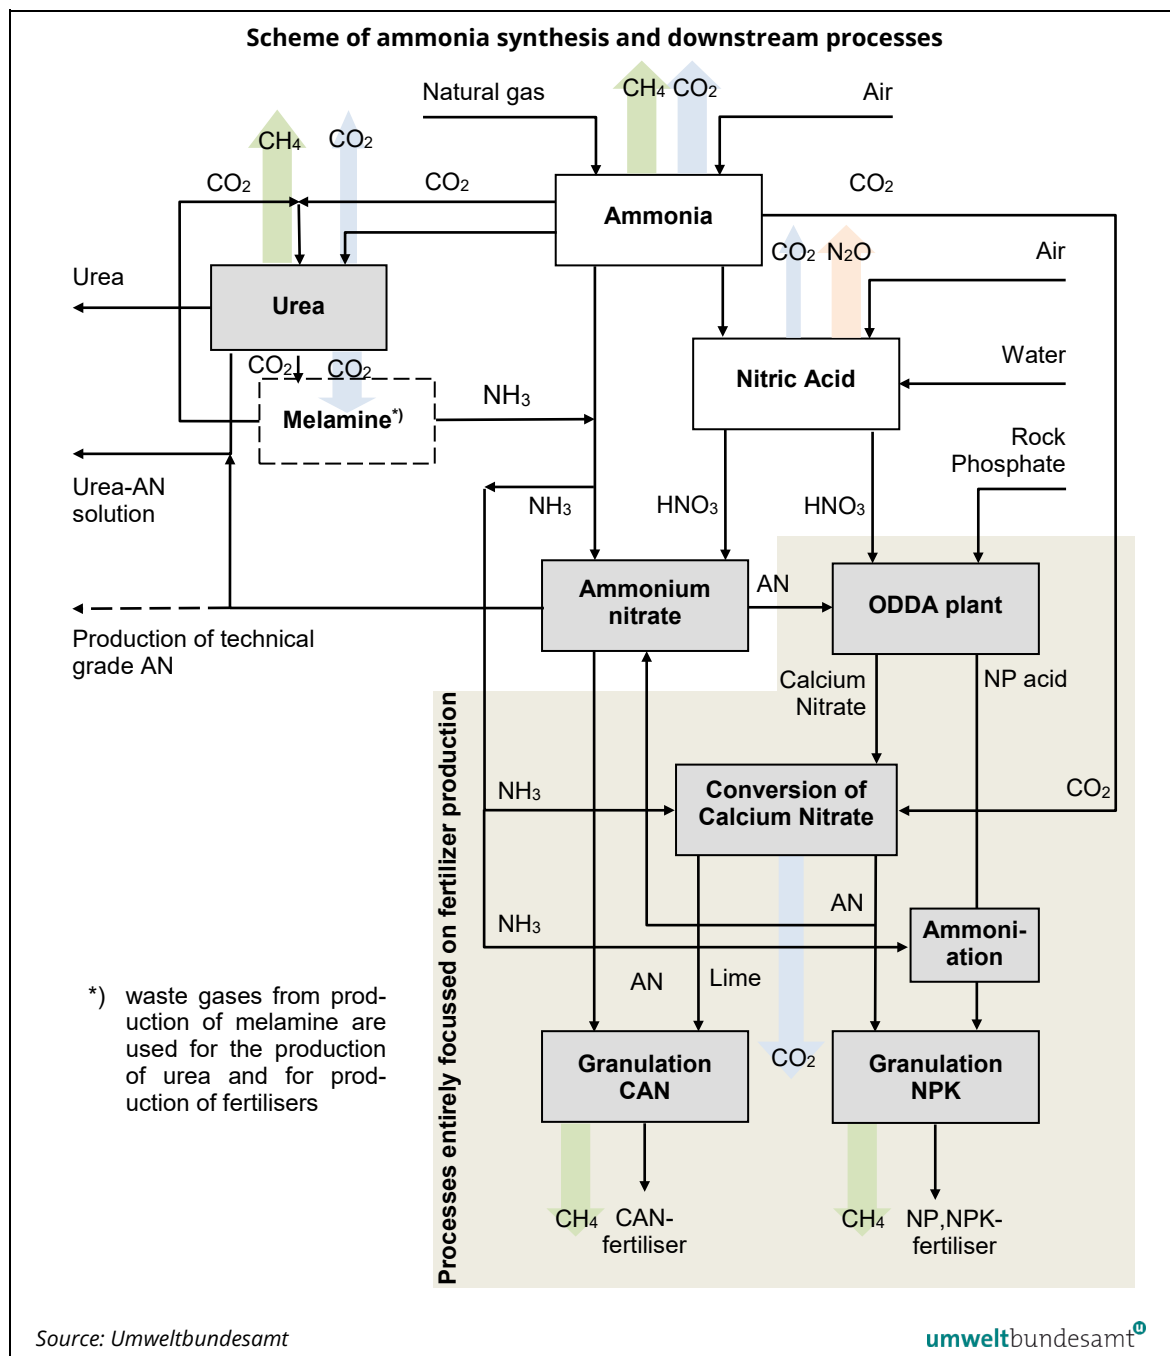 Scheme of ammonia synthesis and downstream processes
Natural gas
CH4
CO2
Air
CH4
CO2
CO2
CO2
CO2
Ammonia
CO2
N2O
Air
Urea
Urea
CO2
CO2
Water
Nitric Acid
Melamine*)
NH3
Rock
Phosphate
Urea-AN
solution
NH3
HNO3
HNO3
Ammonium
nitrate
AN
ODDA plant
Production of technical
grade AN
Calcium
Nitrate
NP acid
Processes entirely focussed on fertilizer production
NH3
Conversion of
Calcium Nitrate
CO2
AN
NH3
Ammoni-
ation
AN
Lime
*) waste gases from prod-
uction of melamine are
used for the production
of urea and for prod-
uction of fertilisers
Granulation
CAN
CO2
Granulation
NPK
CH4
CAN-
fertiliser
CH4
NP,NPK-
fertiliser
Source: Umweltbundesamt
umweltbundesamt u